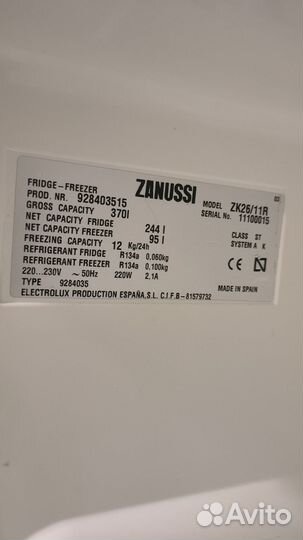 FRIDGE-FREEZER ZANUSSI 03
PROD. NR. 928403515 MODEL ZK26/11R
GROSS CAPACITY 370l SERIAL No. 11100015
NET CAPACITY FRIDGE 244 l
NET CAPACITY FREEZER 95 l CLASS ST
FREEZING CAPACITY 12 Kg/24h SYSTEM A K
REFRIGERANT FRIDGE R134a 0,060kg
REFRIGERANT FREEZER R134a 0,100kg CE N
220...230V ~ 50Hz 220W 2,1A
TYPE 9284035 MADE IN SPAIN
ELECTROLUX PRODUCTION ESPAÑA,S.L. C.I.F.B-81579732
Avito